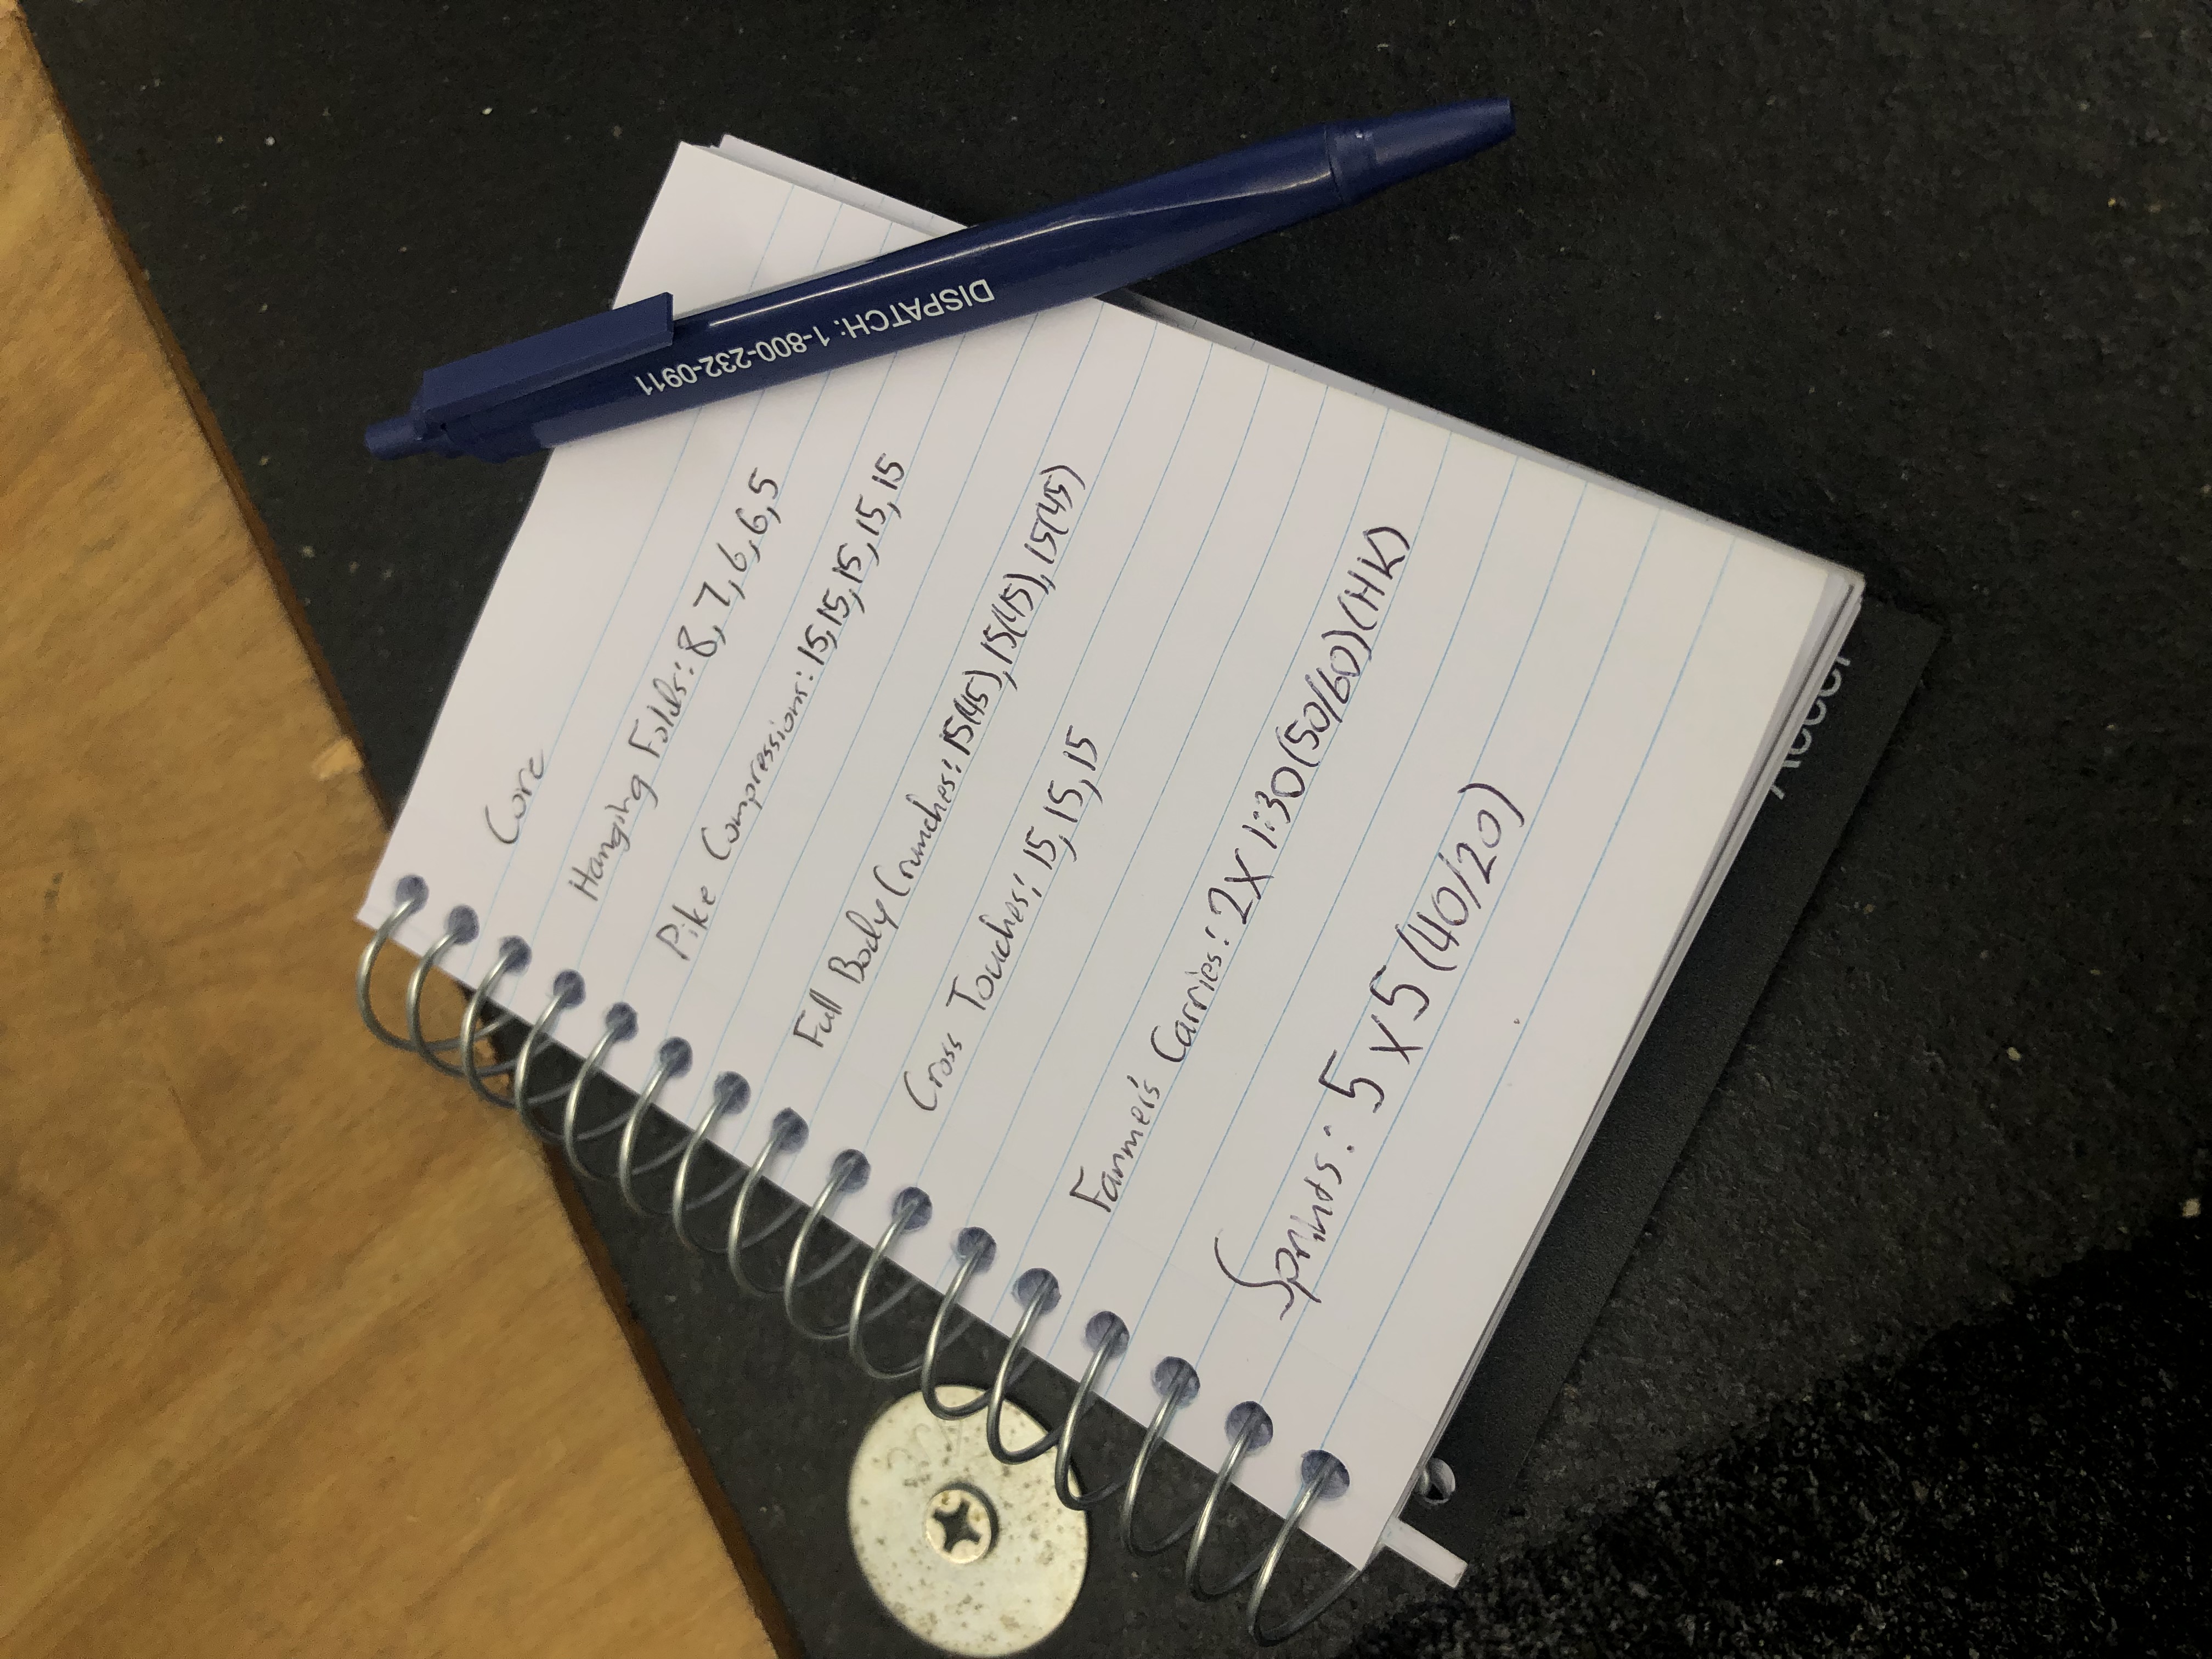 Core
Hanging Folds: 8, 7, 6, 6, 5
Pike Compressions: 15, 15, 15, 15, 15
Full Body Crunches: 15(45), 15(45), 15(45)
Cross Touches: 15, 15, 15
Farmer's Carries: 2X 1:30 (50/60) (HK)
Sprints: 5 x 5 (40/20)
DISPATCH: 1-800-232-0911